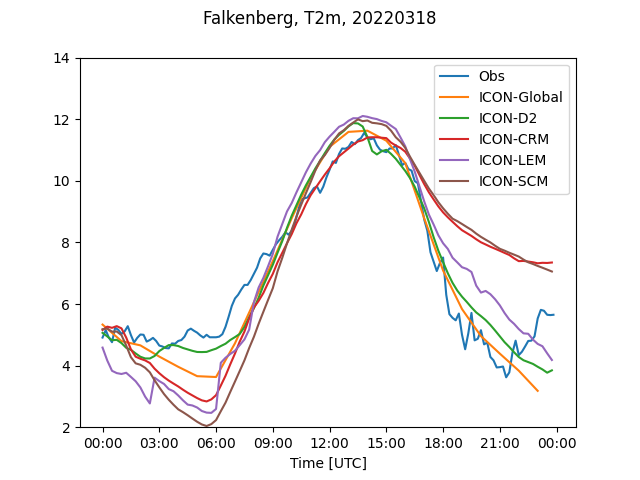 Falkenberg, T2m, 20220318
14
12
10
8
6
4
2
Obs
ICON-Global
ICON-D2
ICON-CRM
ICON-LEM
ICON-SCM
00:00 03:00 06:00 09:00 12:00 15:00 18:00 21:00 00:00
Time [UTC]